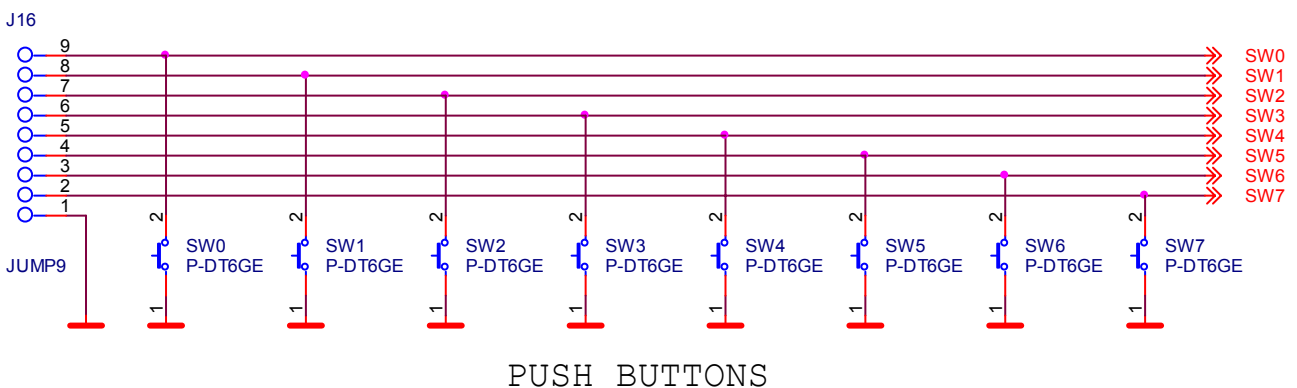 J16
9 SW0
8 SW1
7 SW2
6 SW3
5 SW4
4 SW5
3 SW6
2 SW7
1
2 2 2 2 2 2 2 2
SW0 SW1 SW2 SW3 SW4 SW5 SW6 SW7
JUMP9 P-DT6GE P-DT6GE P-DT6GE P-DT6GE P-DT6GE P-DT6GE P-DT6GE P-DT6GE
1 1 1 1 1 1 1 1
PUSH BUTTONS